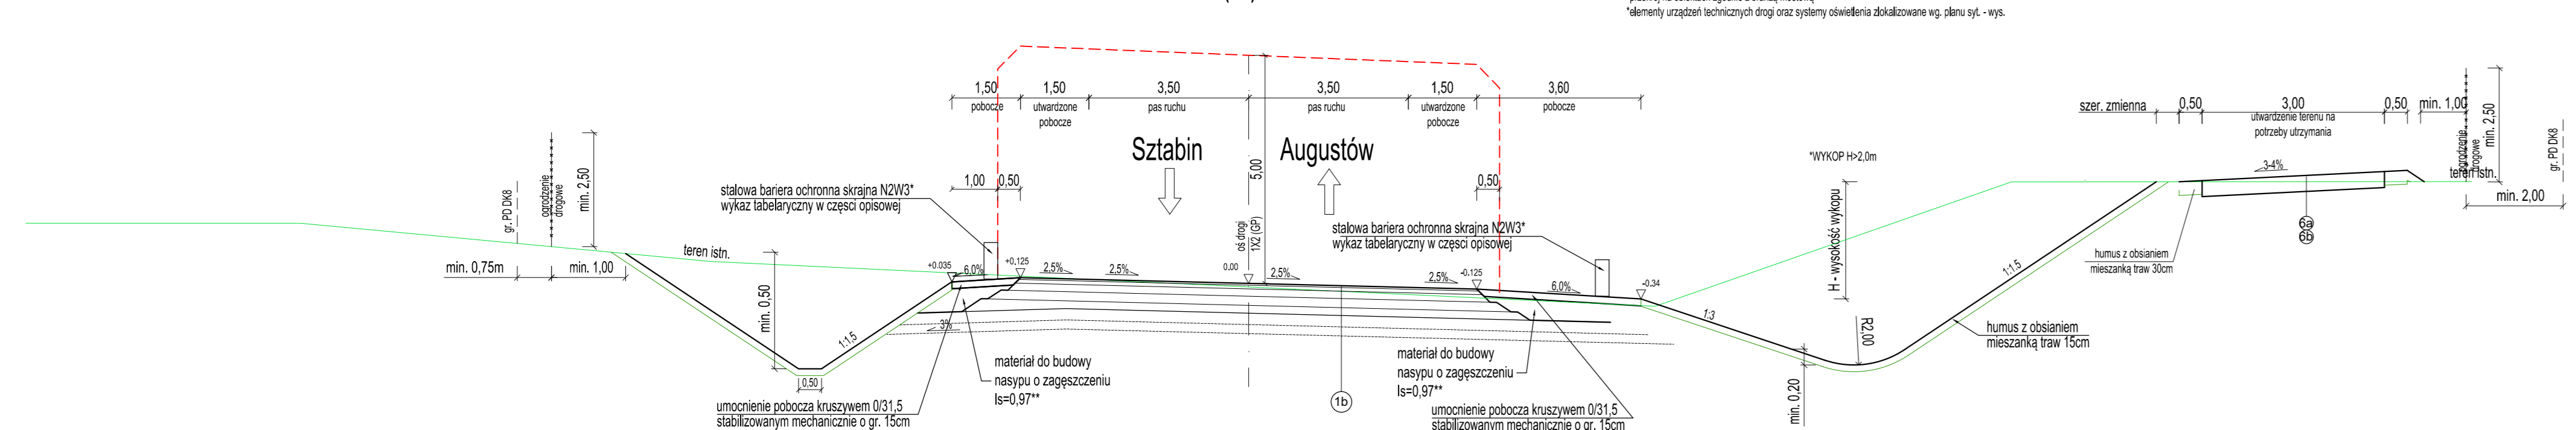 *elementy urządzeń technicznych drogi oraz systemy oświetlenia zlokalizowane wg. planu syt. - wys.
1,50
1,50
3,50
3,50
1,50
3,60
pobocze
utwardzone
pobocze
pas ruchu
pas ruchu
utwardzone
pobocze
pobocze
szer. zmienna
0,50
3,00
0,50
min. 1,00
utwardzenie terenu na
potrzeby utrzymania
min. 2,50
ogrodzenie
drogowe
gr. PD DK8
gr. PD DK8
ogrodzenie
drogowe
min. 2,50
Sztabin
Augustów
5,00
*WYKOP H>2,0m
3-4%
teren istn.
min. 2,00
stalowa bariera ochronna skrajna N2W3*
wykaz tabelaryczny w częsci opisowej
1,00
0,50
0,50
stalowa bariera ochronna skrajna N2W3*
wykaz tabelaryczny w częsci opisowej
oś drogi
1X2 (GP)
H - wysokość wykopu
6a
6b
humus z obsianiem
mieszanką traw 30cm
teren istn.
min. 0,75m
min. 1,00
+0.035
6,0%
+0,125
2,5%
2,5%
0,00
2,5%
2,5%
-0.125
6.0%
-0.34
1:1,5
min. 0,50
1:1,5
3%
1:3
R2,00
humus z obsianiem
mieszanką traw 15cm
0,50
materiał do budowy
nasypu o zagęszczeniu
Is=0,97**
materiał do budowy
nasypu o zagęszczeniu
Is=0,97**
1b
min. 0,20
umocnienie pobocza kruszywem 0/31,5
stabilizowanym mechanicznie o gr. 15cm
umocnienie pobocza kruszywem 0/31,5
stabilizowanym mechanicznie o gr. 15cm